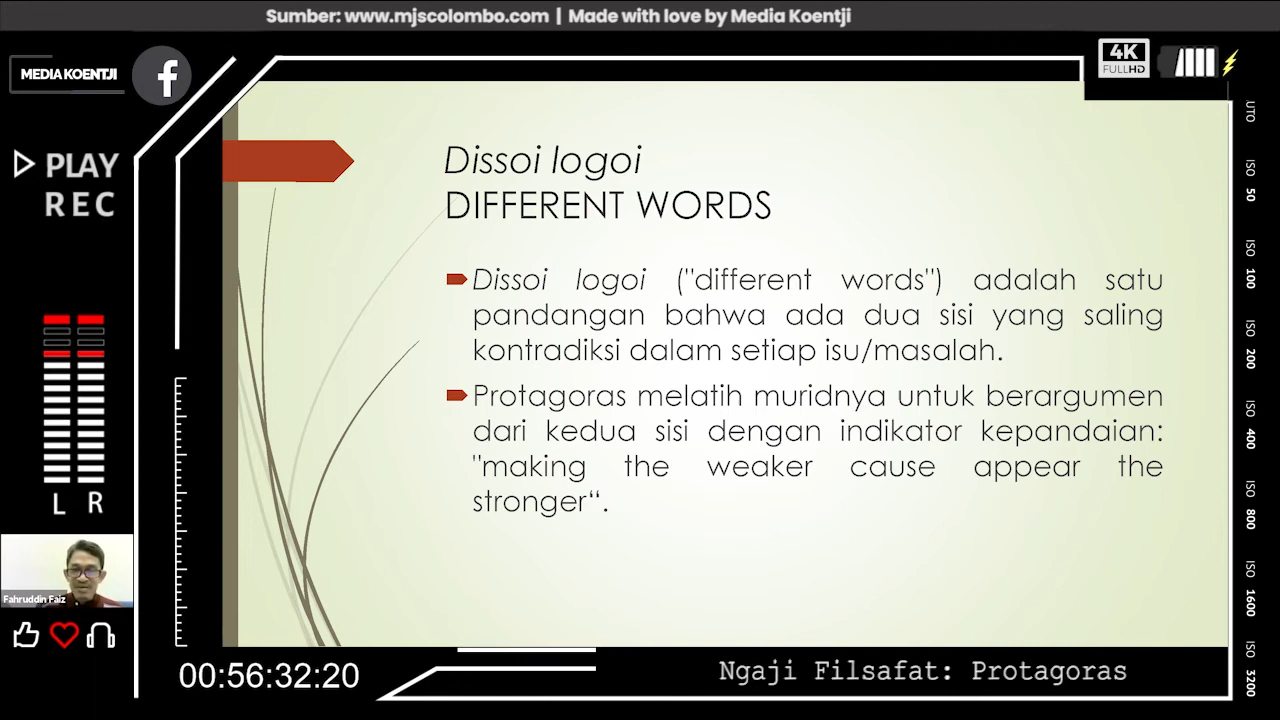 Sumber: www.mjscolombo.com | Made with love by Media Koentji
MEDIA KOENTJI
f
4K
FULL HD
PLAY
REC
Dissoi logoi
DIFFERENT WORDS
Dissoi logoi ("different words") adalah satu
pandangan bahwa ada dua sisi yang saling
kontradiksi dalam setiap isu/masalah.
Protagoras melatih muridnya untuk berargumen
dari kedua sisi dengan indikator kepandaian:
"making the weaker cause appear the
stronger“.
L R
Fahruddin Faiz
00:56:32:20
Ngaji Filsafat: Protagoras
UTO
ISO
50
ISO
100
ISO
200
ISO
400
ISO
800
ISO
1600
ISO
3200